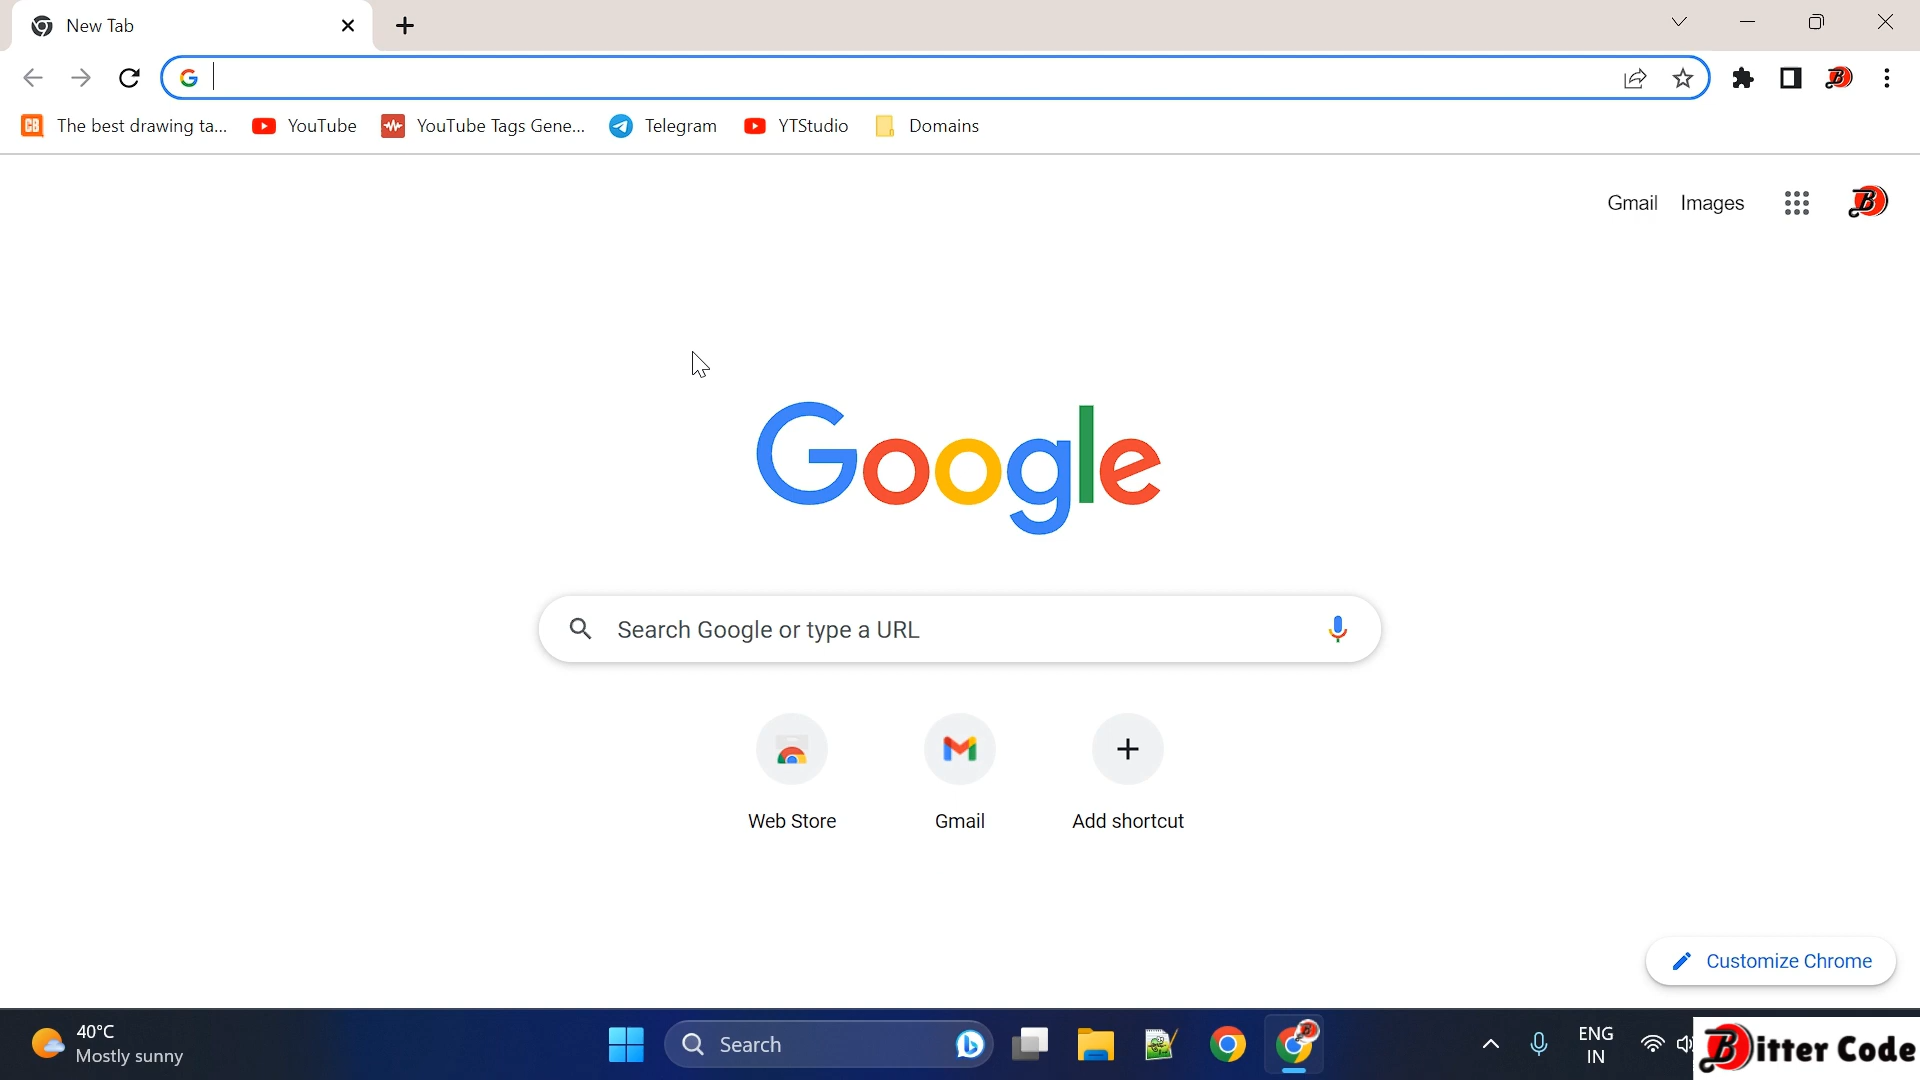 New Tab
The best drawing ta...
YouTube
YouTube Tags Gene...
Telegram
YTStudio
Domains
Gmail
Images
Google
Search Google or type a URL
Web Store
Gmail
Add shortcut
Customize Chrome
40°C
Mostly sunny
Search
ENG
IN
Bitter Code